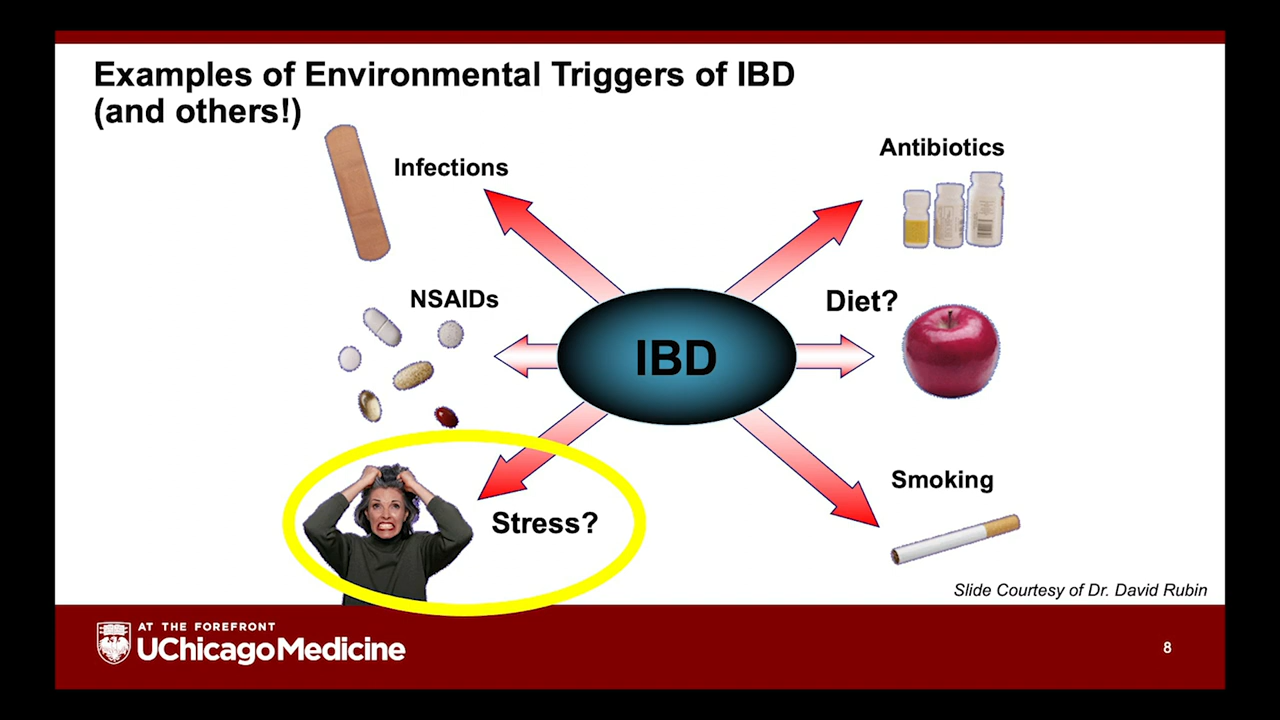 Examples of Environmental Triggers of IBD
(and others!)
Infections
Antibiotics
NSAIDs
Diet?
IBD
Stress?
Smoking
Slide Courtesy of Dr. David Rubin
AT THE FOREFRONT
UChicagoMedicine
8